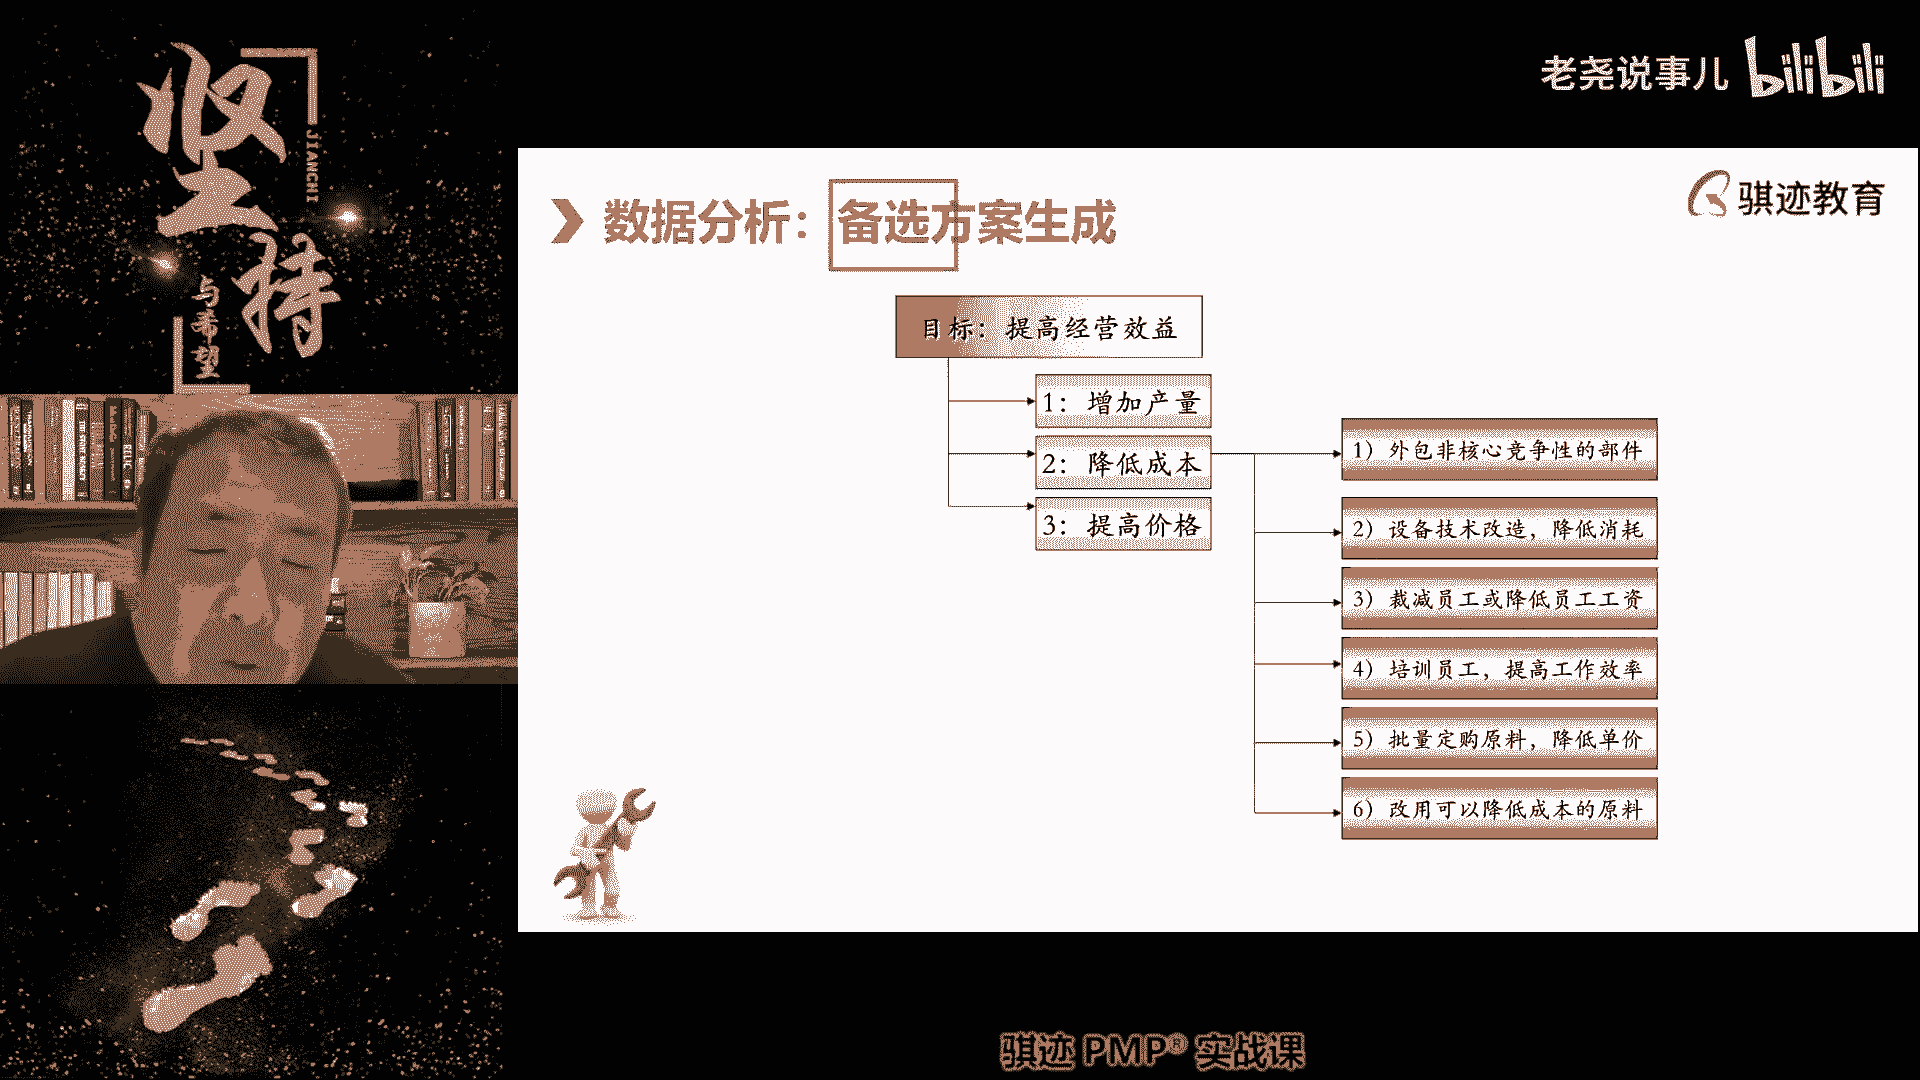 老尧说事儿 bilibili
坚持
JIANCHI
与希望
骐迹教育
数据分析：备选方案生成
目标：提高经营效益
1：增加产量
2：降低成本
3：提高价格
1）外包非核心竞争性的部件
2）设备技术改造，降低消耗
3）裁减员工或降低员工工资
4）培训员工，提高工作效率
5）批量定购原料，降低单价
6）改用可以降低成本的原料
骐迹 PMP® 实战课